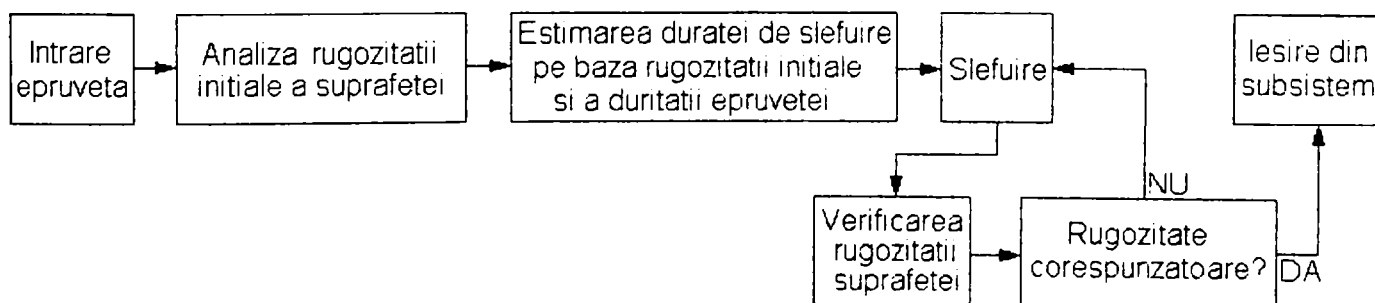 Intrare
epruveta
Analiza rugozitatii
initiale a suprafetei
Estimarea duratei de slefuire
pe baza rugozitatii initiale
si a duritatii epruvetei
Slefuire
Iesire din
subsistem
Verificarea
rugozitatii
suprafetei
Rugozitate
corespunzatoare?
NU
DA